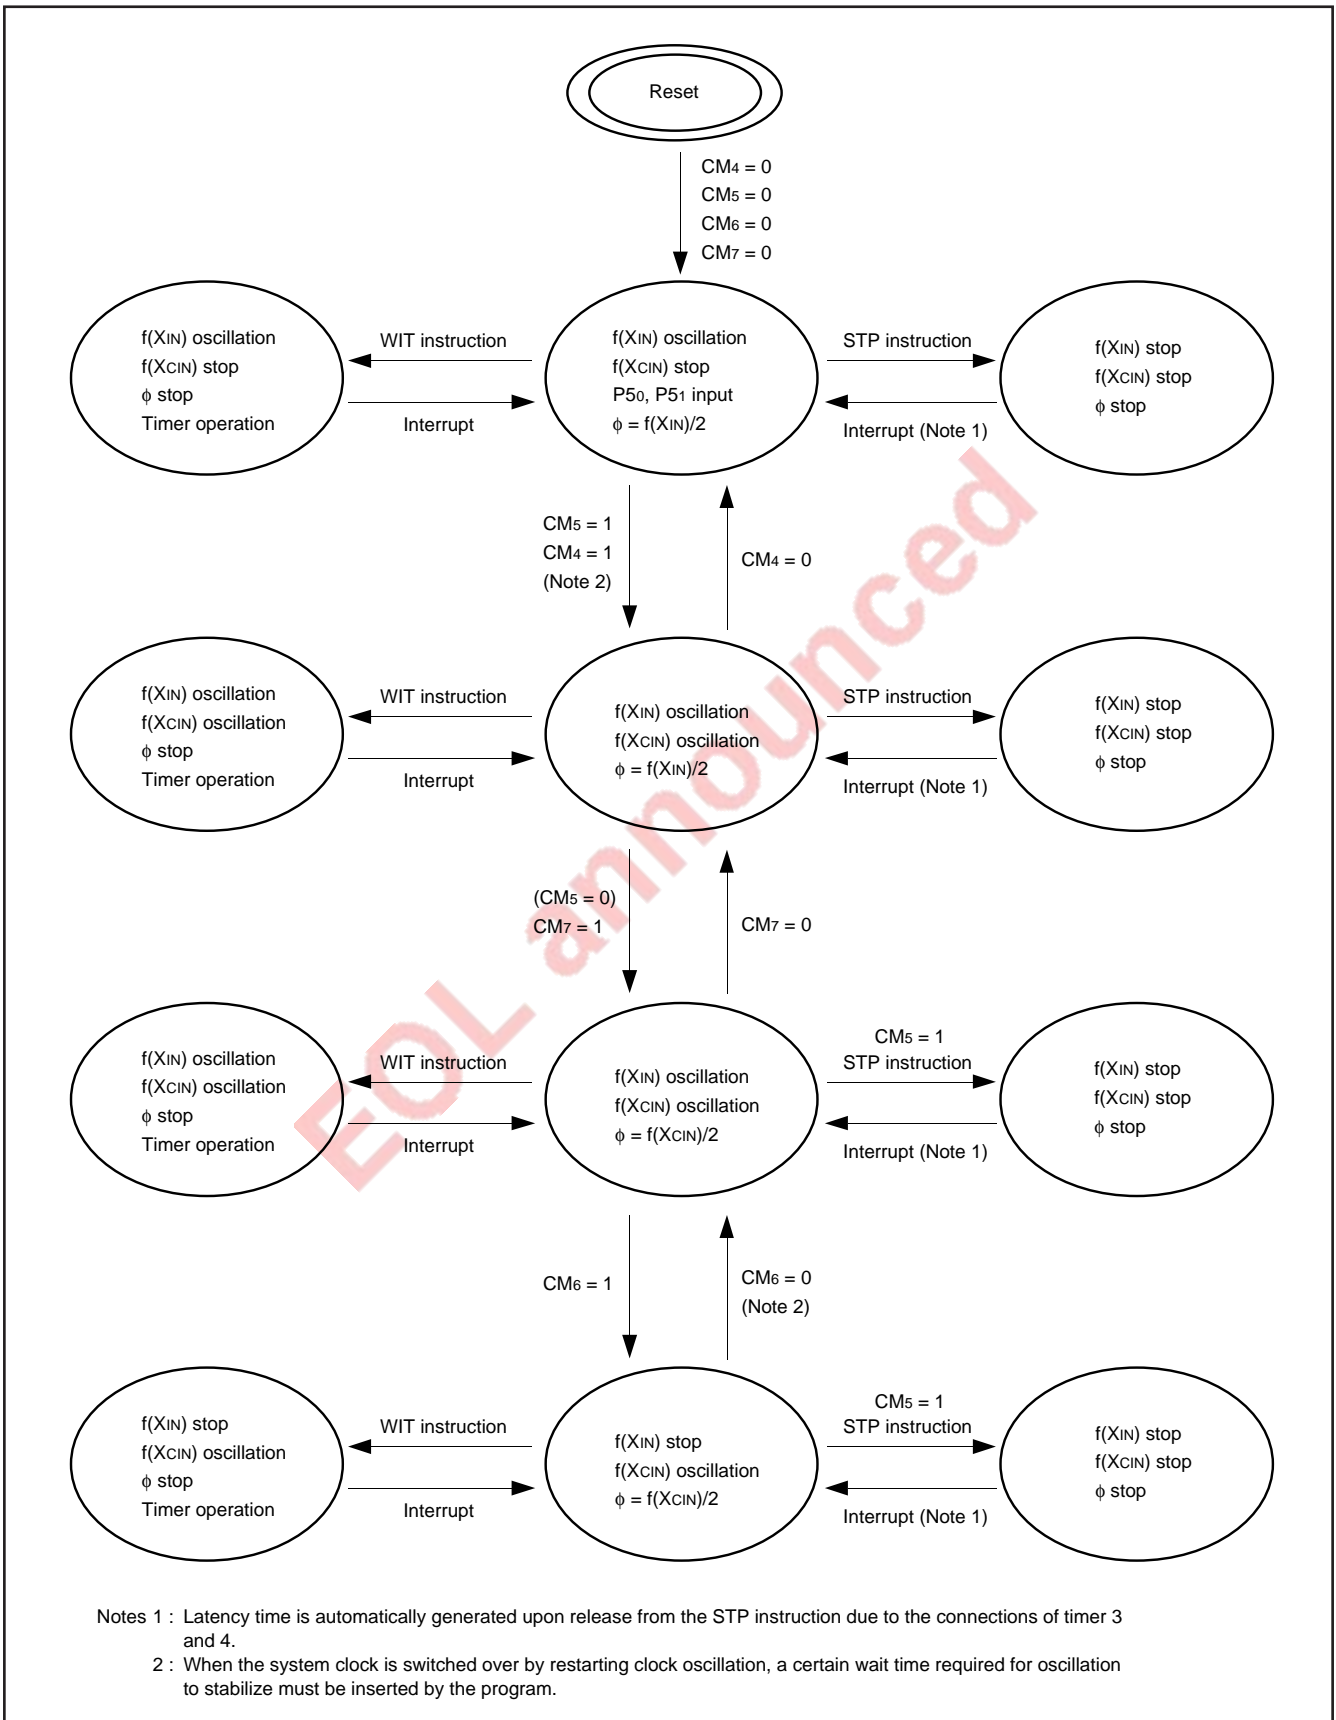 Reset
CM4 = 0
CM5 = 0
CM6 = 0
CM7 = 0
f(XIN) oscillation
f(XCIN) stop
ϕ stop
Timer operation
WIT instruction
Interrupt
f(XIN) oscillation
f(XCIN) stop
P50, P51 input
ϕ = f(XIN)/2
STP instruction
Interrupt (Note 1)
f(XIN) stop
f(XCIN) stop
ϕ stop
CM5 = 1
CM4 = 1
(Note 2)
CM4 = 0
f(XIN) oscillation
f(XCIN) oscillation
ϕ stop
Timer operation
WIT instruction
Interrupt
f(XIN) oscillation
f(XCIN) oscillation
ϕ = f(XIN)/2
STP instruction
Interrupt (Note 1)
f(XIN) stop
f(XCIN) stop
ϕ stop
(CM5 = 0)
CM7 = 1
CM7 = 0
f(XIN) oscillation
f(XCIN) oscillation
ϕ stop
Timer operation
WIT instruction
Interrupt
f(XIN) oscillation
f(XCIN) oscillation
ϕ = f(XCIN)/2
CM5 = 1
STP instruction
Interrupt (Note 1)
f(XIN) stop
f(XCIN) stop
ϕ stop
CM6 = 1
CM6 = 0
(Note 2)
f(XIN) stop
f(XCIN) oscillation
ϕ stop
Timer operation
WIT instruction
Interrupt
f(XIN) stop
f(XCIN) oscillation
ϕ = f(XCIN)/2
CM5 = 1
STP instruction
Interrupt (Note 1)
f(XIN) stop
f(XCIN) stop
ϕ stop
EOL announced
Notes 1 : Latency time is automatically generated upon release from the STP instruction due to the connections of timer 3
and 4.
2 : When the system clock is switched over by restarting clock oscillation, a certain wait time required for oscillation
to stabilize must be inserted by the program.